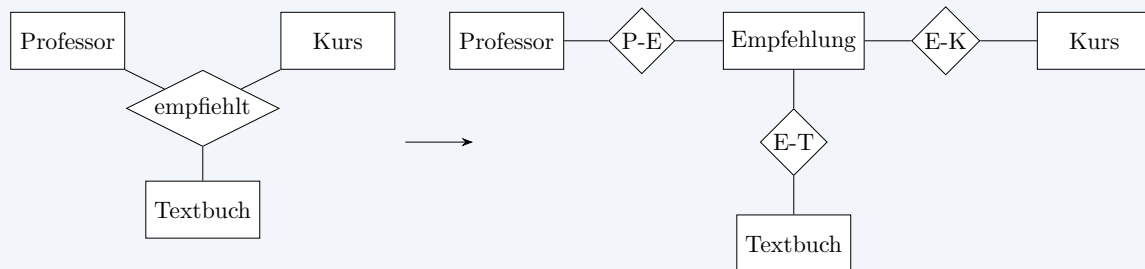 Professor
Kurs
empfiehlt
Textbuch
Professor
P-E
Empfehlung
E-K
Kurs
E-T
Textbuch